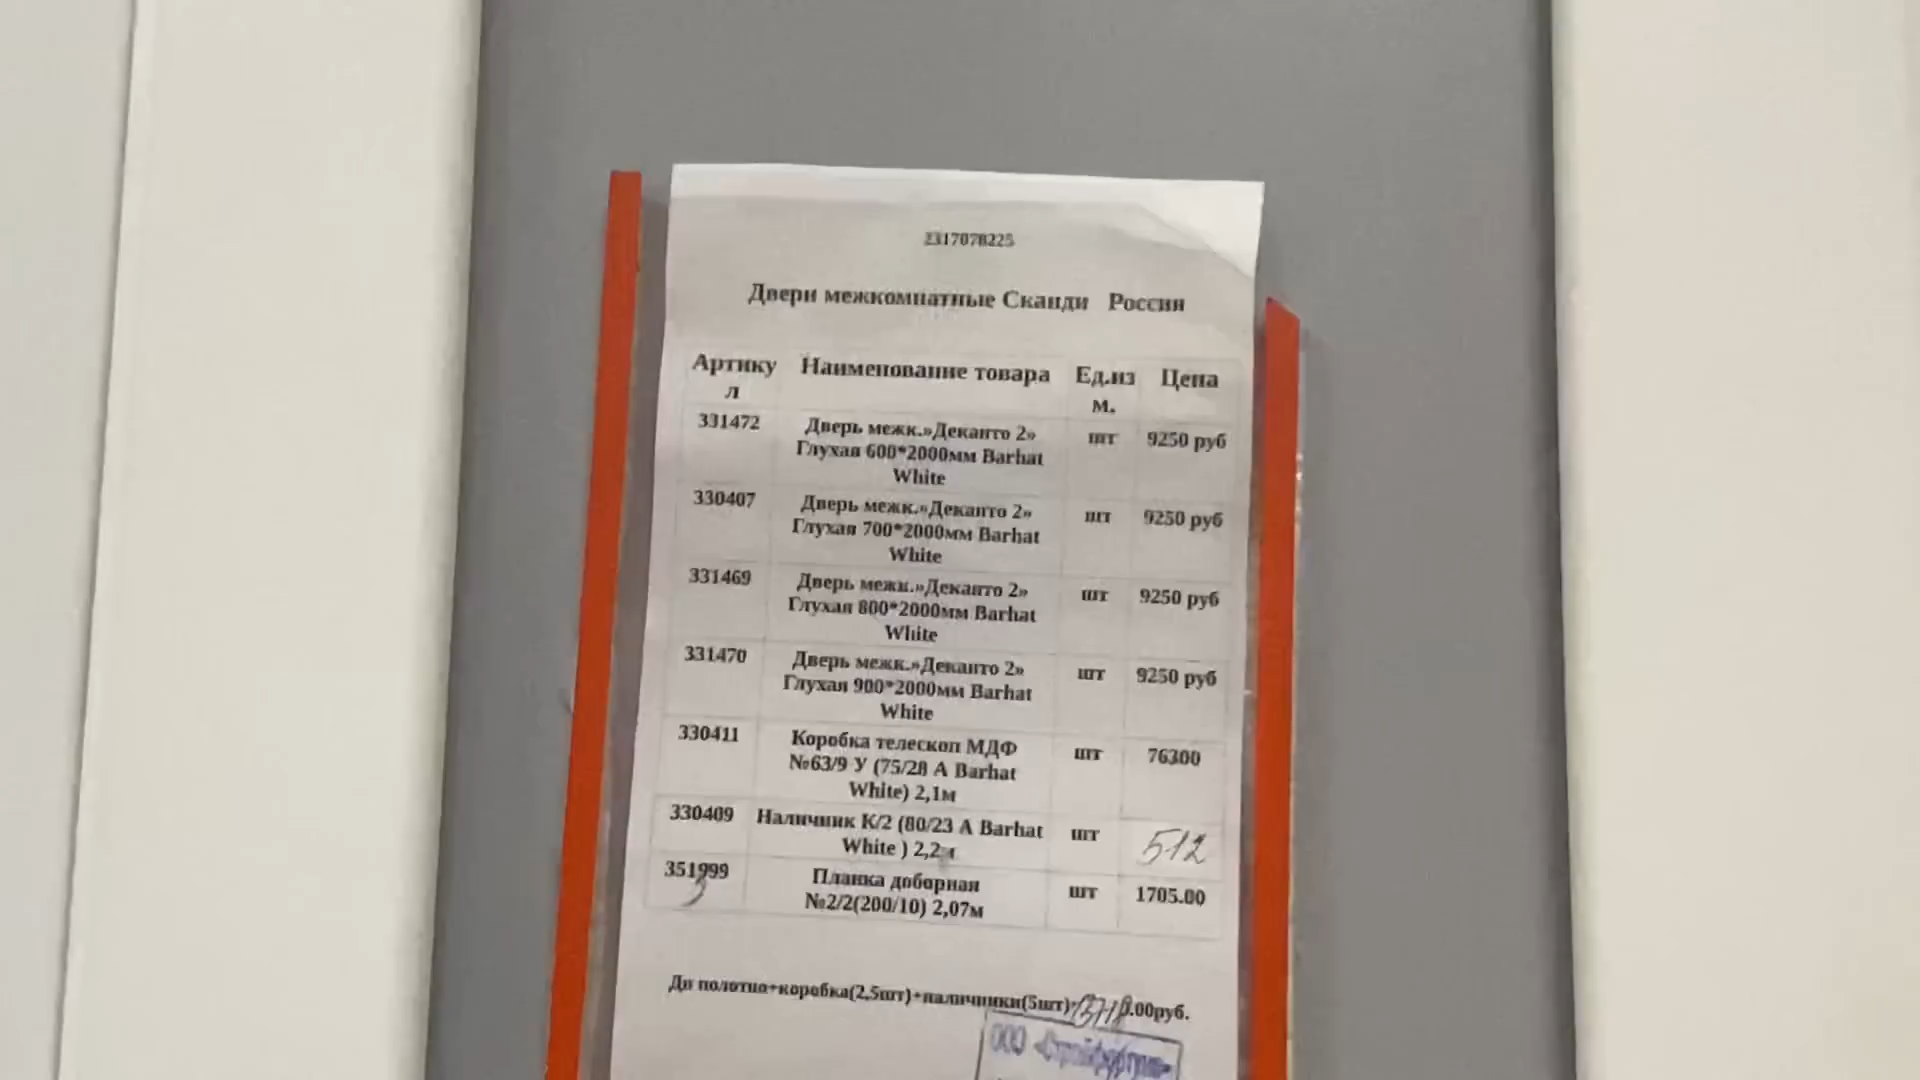 2317078225
Двери межкомнатные Сканди Россия
Артику Наименование товара Ед.из Цена
л м.
331472 Дверь межк.»Деканто 2» шт 9250 руб
Глухая 600*2000мм Barhat
White
330407 Дверь межк.»Деканто 2» шт 9250 руб
Глухая 700*2000мм Barhat
White
331469 Дверь межк.»Деканто 2» шт 9250 руб
Глухая 800*2000мм Barhat
White
331470 Дверь межк.»Деканто 2» шт 9250 руб
Глухая 900*2000мм Barhat
White
330411 Коробка телескоп МДФ шт 76300
№63/9 У (75/28 А Barhat
White) 2,1м
330409 Наличник К/2 (80/23 А Barhat шт 512
White ) 2,2
351999 Планка доборная шт 1705.00
№2/2(200/10) 2,07м
Дп полотно+коробка(2,5шт)+наличники(5шт) .00руб.
ООО